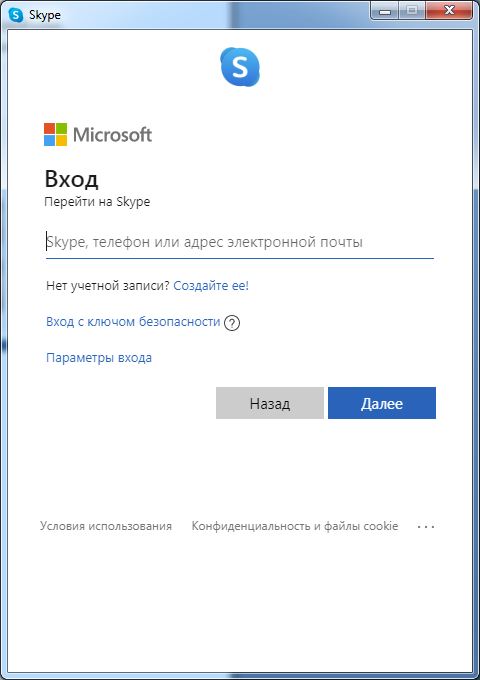 Skype
S
Microsoft
Вход
Перейти на Skype
Skype, телефон или адрес электронной почты
Нет учетной записи? Создайте ее!
Вход с ключом безопасности ?
Параметры входа
Назад Далее
Условия использования Конфиденциальность и файлы cookie ...